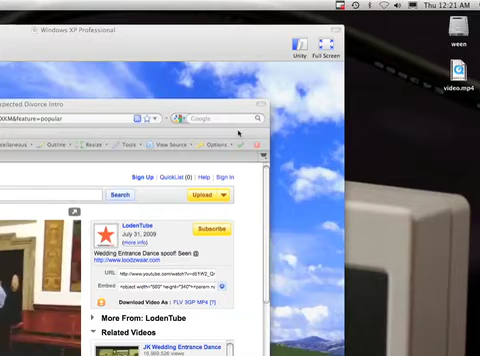 Thu 12:21 AM
Windows XP Professional
Unity
Full Screen
ween
video.mp4
xpected Divorce Intro
XKM&feature=popular
Google
scellaneous
Outline
Resize
Tools
View Source
Options
Sign Up
QuickList (0)
Help
Sign In
Search
Upload
LodenTube
July 31, 2009
(more info)
Subscribe
Wedding Entrance Dance spoof! Seen @
http://www.loodzwaar.com
URL
Embed
Download Video As :
FLV 3GP MP4 [?]
More From: LodenTube
Related Videos
JK Wedding Entrance Dance